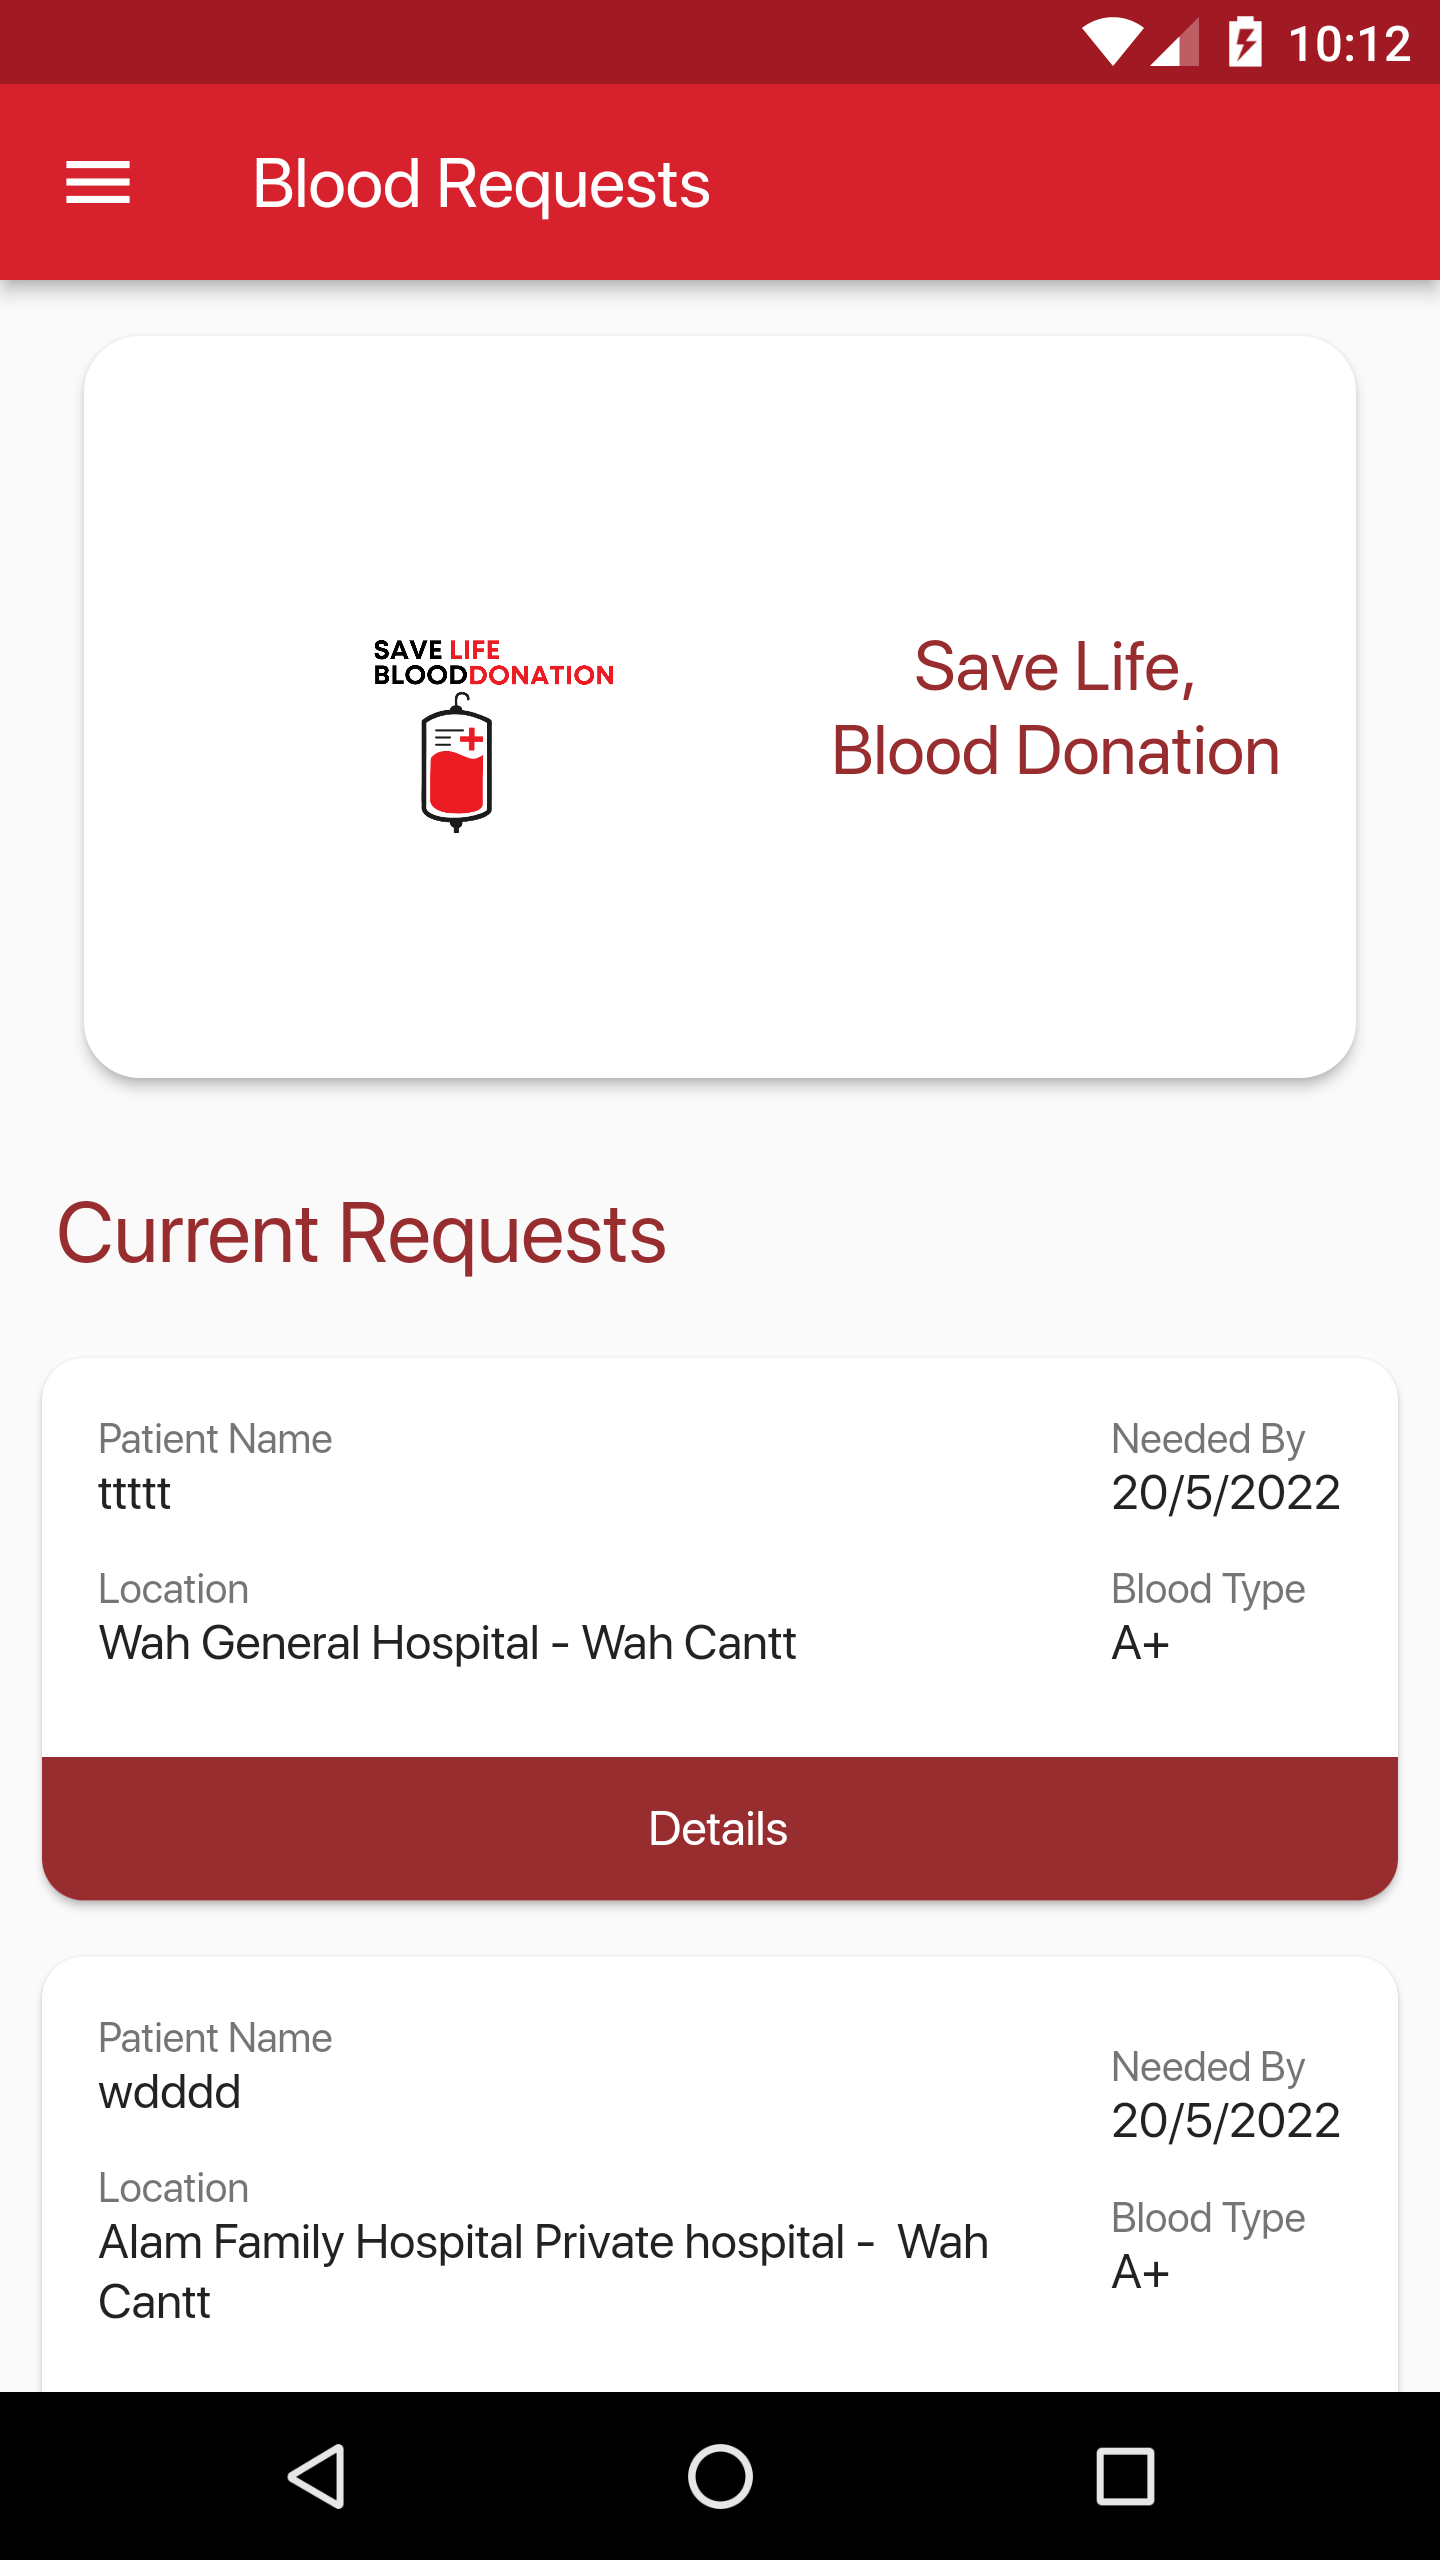 10:12
Blood Requests
SAVE LIFE
BLOODDONATION
Save Life,
Blood Donation
Current Requests
Patient Name
ttttt
Needed By
20/5/2022
Location
Wah General Hospital - Wah Cantt
Blood Type
A+
Details
Patient Name
wdddd
Needed By
20/5/2022
Location
Alam Family Hospital Private hospital -  Wah
Cantt
Blood Type
A+